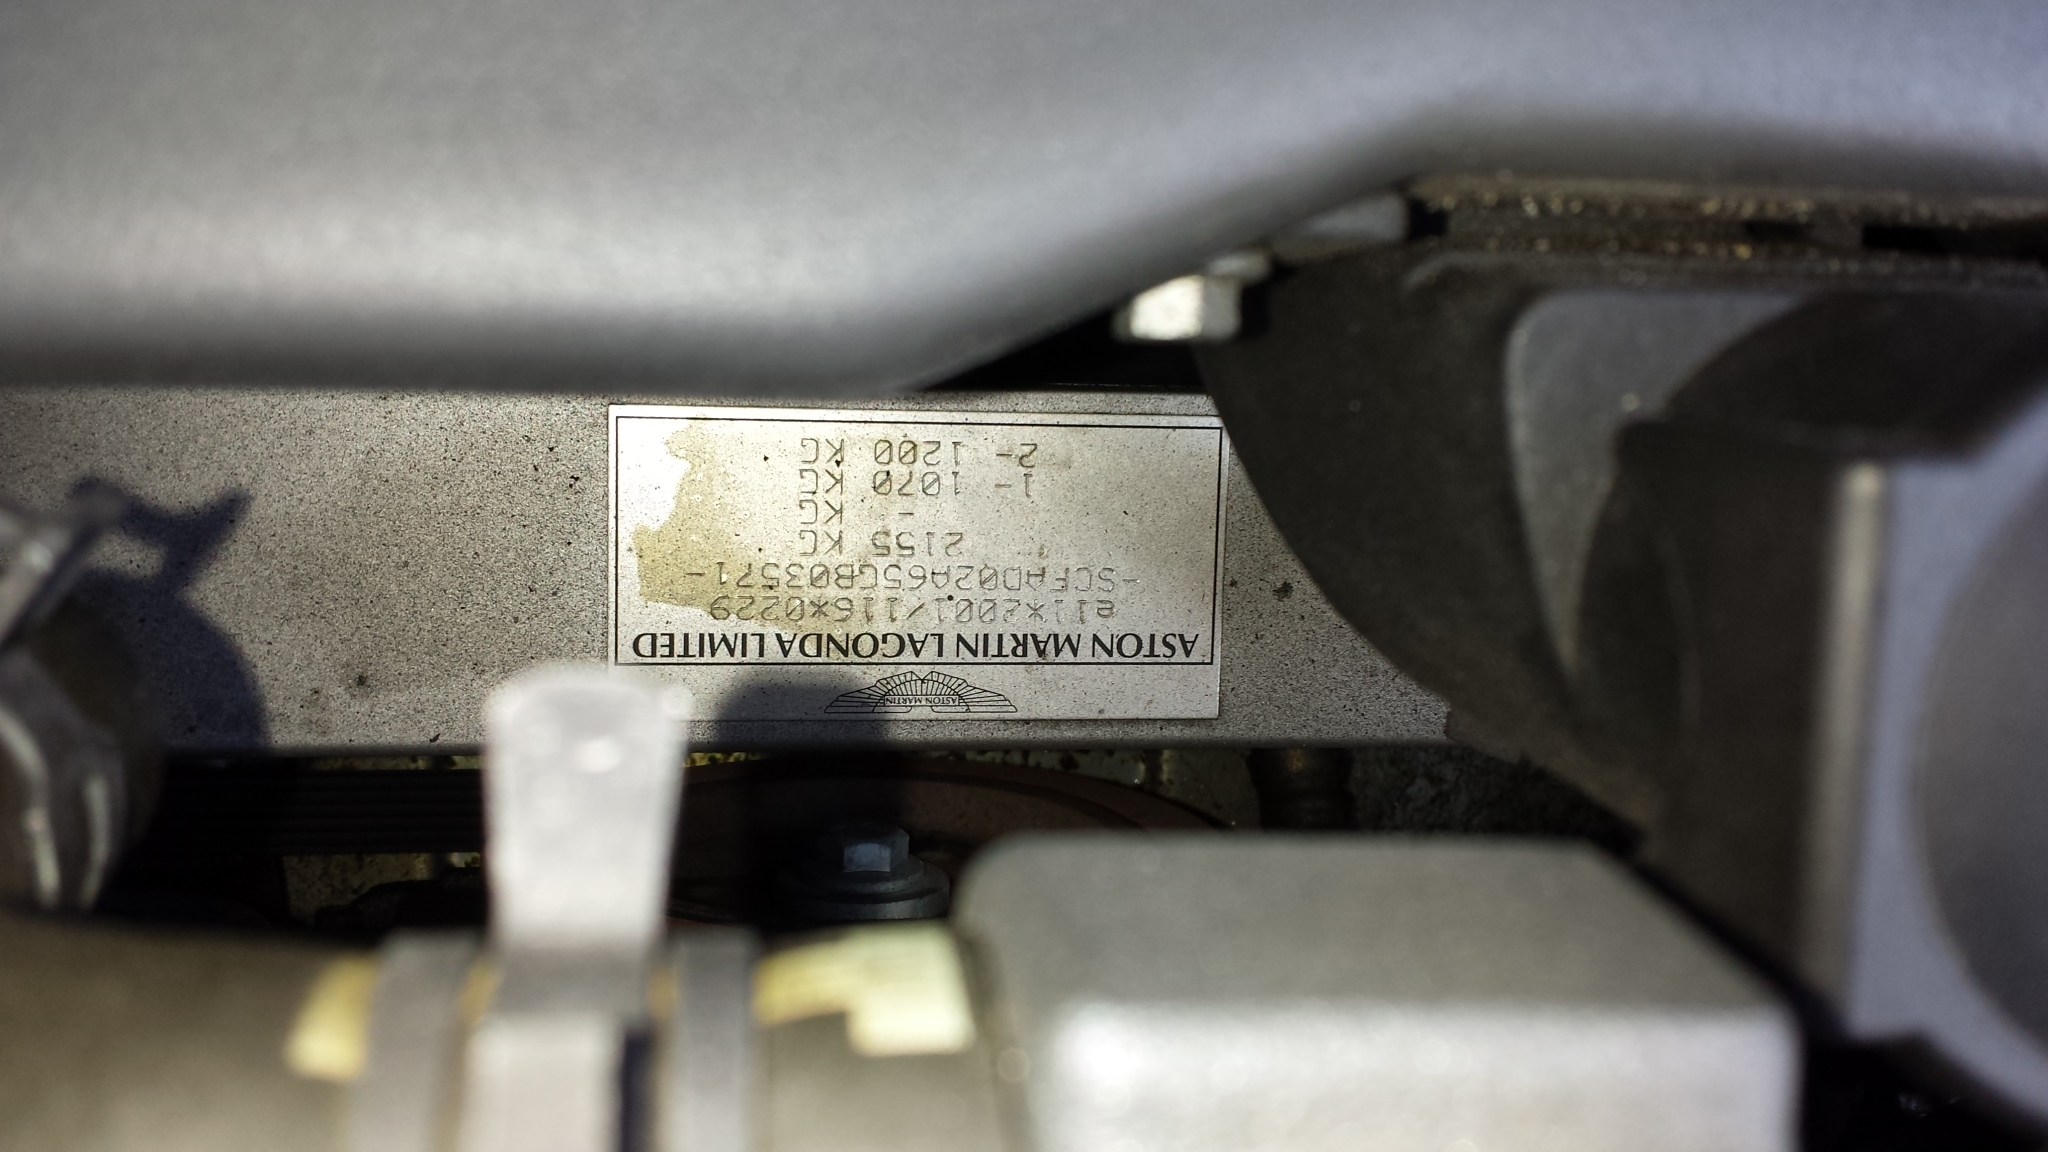 ASTON MARTIN
ASTON MARTIN LAGONDA LIMITED
e11*2001/116*0229
-SCFAD02A65GB03571-
2155 KG
- KG
1- 1070 KG
2- 1200 KG